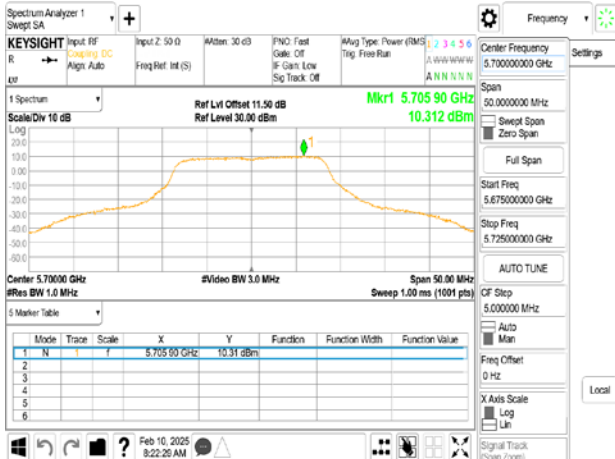 Spectrum Analyzer 1
Swept SA
+
Frequency
KEYSIGHT
R
Input: RF
Coupling: DC
Align: Auto
Input Z: 50 Ω
Freq Ref: Int (S)
#Atten: 30 dB
PNO: Fast
Gate: Off
IF Gain: Low
Sig Track: Off
#Avg Type: Power (RMS
Trig: Free Run
1 2 3 4 5 6
A W W W W W
A N N N N N
Center Frequency
5.700000000 GHz
Settings
Span
50.0000000 MHz
Swept Span
Zero Span
Full Span
Start Freq
5.675000000 GHz
Stop Freq
5.725000000 GHz
AUTO TUNE
CF Step
5.000000 MHz
Auto
Man
Freq Offset
0 Hz
X Axis Scale
Log
Lin
Signal Track
(Span Zoom)
Local
1 Spectrum
Scale/Div 10 dB
Ref Lvl Offset 11.50 dB
Ref Level 30.00 dBm
Mkr1 5.705 90 GHz
10.312 dBm
Log
20.0
10.0
0.00
-10.0
-20.0
-30.0
-40.0
-50.0
-60.0
1
Center 5.70000 GHz
#Res BW 1.0 MHz
#Video BW 3.0 MHz
Span 50.00 MHz
Sweep 1.00 ms (1001 pts)
5 Marker Table
Mode Trace Scale X Y Function Function Width Function Value
1 N 1 f 5.705 90 GHz 10.31 dBm
2
3
4
5
6
?
Feb 10, 2025
8:22:29 AM